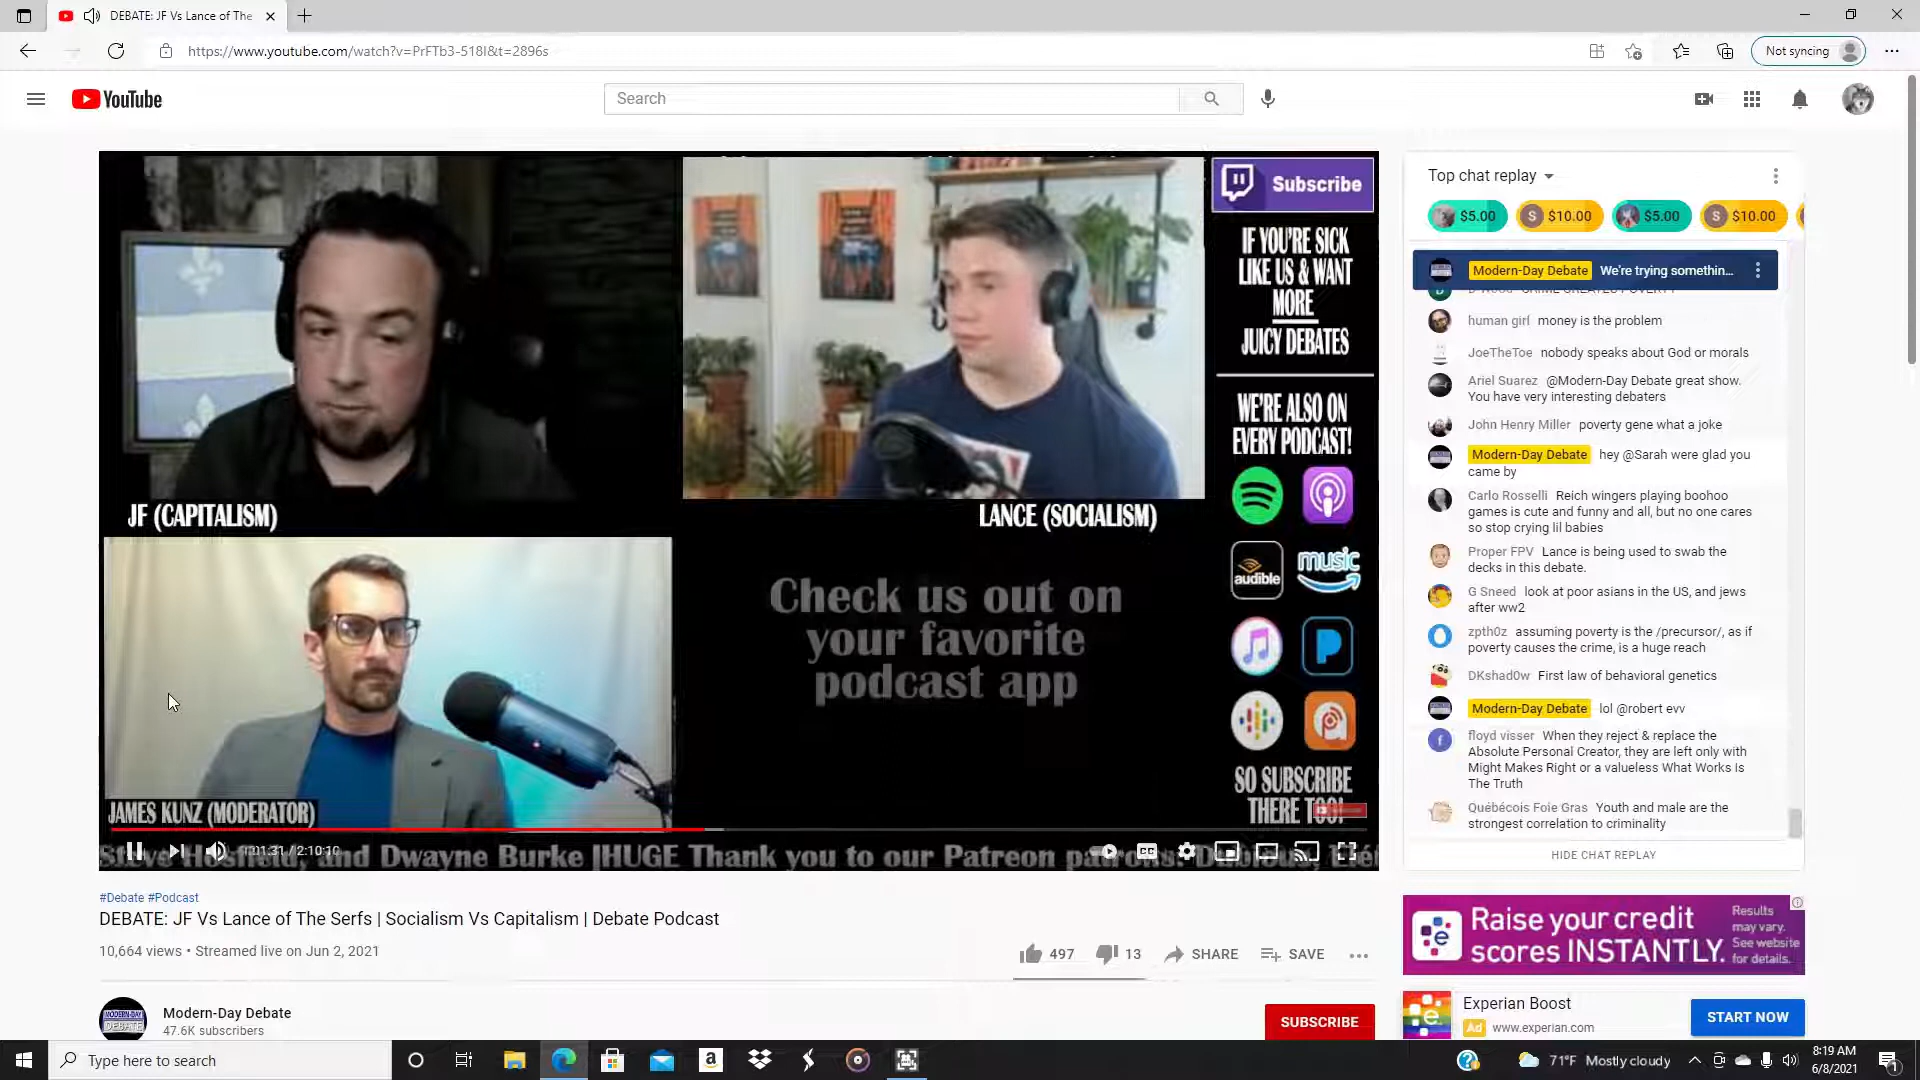 DEBATE: JF Vs Lance of The
https://www.youtube.com/watch?v=PrFTb3-518I&t=2896s
Not syncing
YouTube
Search
Subscribe
IF YOU'RE SICK
LIKE US & WANT
MORE
JUICY DEBATES
WE'RE ALSO ON
EVERY PODCAST!
audible
music
SO SUBSCRIBE
THERE TOO!
JF (CAPITALISM)
LANCE (SOCIALISM)
Check us out on
your favorite
podcast app
JAMES KUNZ (MODERATOR)
1:01:31 / 2:10:10
and Dwayne Burke |HUGE Thank you to our Patreon patrons: Dubious,
CC
Top chat replay
$5.00
S $10.00
$5.00
S $10.00
Modern-Day Debate We're trying somethin...
human girl money is the problem
JoeTheToe nobody speaks about God or morals
Ariel Suarez @Modern-Day Debate great show.
You have very interesting debaters
John Henry Miller poverty gene what a joke
Modern-Day Debate hey @Sarah were glad you
came by
Carlo Rosselli Reich wingers playing boohoo
games is cute and funny and all, but no one cares
so stop crying lil babies
Proper FPV Lance is being used to swab the
decks in this debate.
G Sneed look at poor asians in the US, and jews
after ww2
zpth0z assuming poverty is the /precursor/, as if
poverty causes the crime, is a huge reach
DKshad0w First law of behavioral genetics
Modern-Day Debate lol @robert evv
f floyd visser When they reject & replace the
Absolute Personal Creator, they are left only with
Might Makes Right or a valueless What Works Is
The Truth
Québécois Foie Gras Youth and male are the
strongest correlation to criminality
HIDE CHAT REPLAY
#Debate #Podcast
DEBATE: JF Vs Lance of The Serfs | Socialism Vs Capitalism | Debate Podcast
10,664 views • Streamed live on Jun 2, 2021
497
13
SHARE
SAVE
MODERN-DAY
DEBATE
Modern-Day Debate
47.6K subscribers
SUBSCRIBE
Raise your credit
scores INSTANTLY.
Results
may vary.
See website
for details.
Experian Boost
Ad www.experian.com
START NOW
Type here to search
71°F Mostly cloudy
8:19 AM
6/8/2021
1